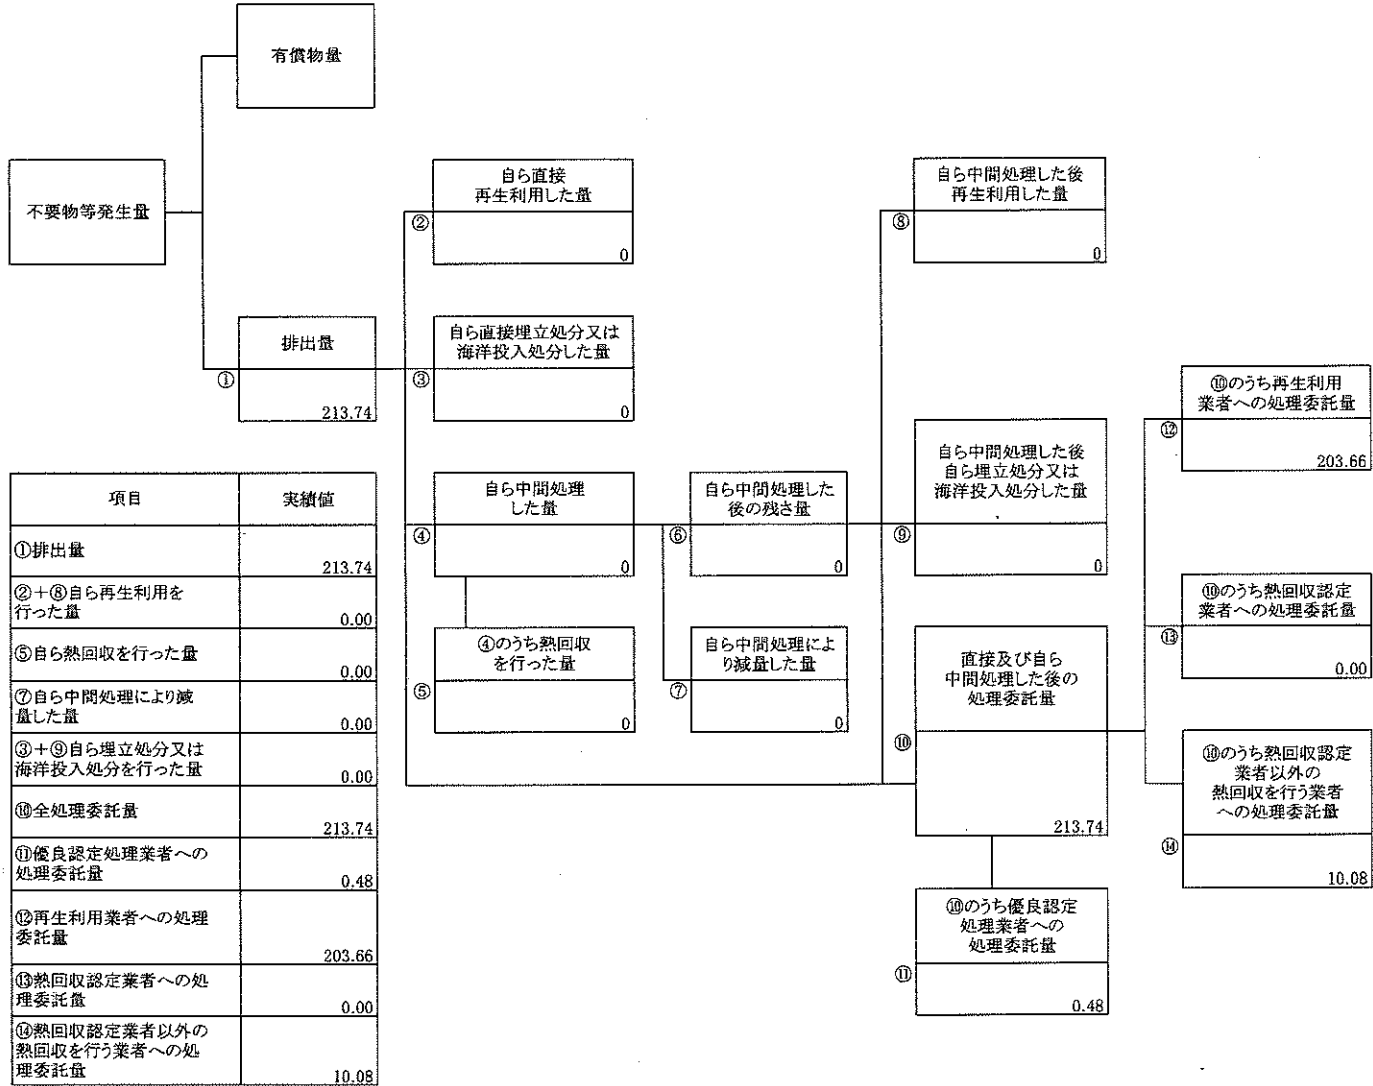 有償物量
不要物等発生量
自ら直接
再生利用した量
②
0
自ら中間処理した後
再生利用した量
⑧
0
排出量
①
213.74
自ら直接埋立処分又は
海洋投入処分した量
③
0
⑩のうち再生利用
業者への処理委託量
⑫
203.66
自ら中間処理
した量
④
0
自ら中間処理した
後の残さ量
⑥
0
自ら中間処理した後
自ら埋立処分又は
海洋投入処分した量
⑨
0
⑩のうち熱回収認定
業者への処理委託量
⑬
0.00
④のうち熱回収
を行った量
⑤
0
自ら中間処理によ
り減量した量
⑦
0
直接及び自ら
中間処理した後の
処理委託量
⑩
213.74
⑩のうち熱回収認定
業者以外の
熱回収を行う業者
への処理委託量
⑭
10.08
⑩のうち優良認定
処理業者への
処理委託量
⑪
0.48
項目 実績値
①排出量
213.74
②+⑧自ら再生利用を
行った量
0.00
⑤自ら熱回収を行った量
0.00
⑦自ら中間処理により減
量した量
0.00
③+⑨自ら埋立処分又は
海洋投入処分を行った量
0.00
⑩全処理委託量
213.74
⑪優良認定処理業者への
処理委託量
0.48
⑫再生利用業者への処理
委託量
203.66
⑬熱回収認定業者への処
理委託量
0.00
⑭熱回収認定業者以外の
熱回収を行う業者への処
理委託量
10.08